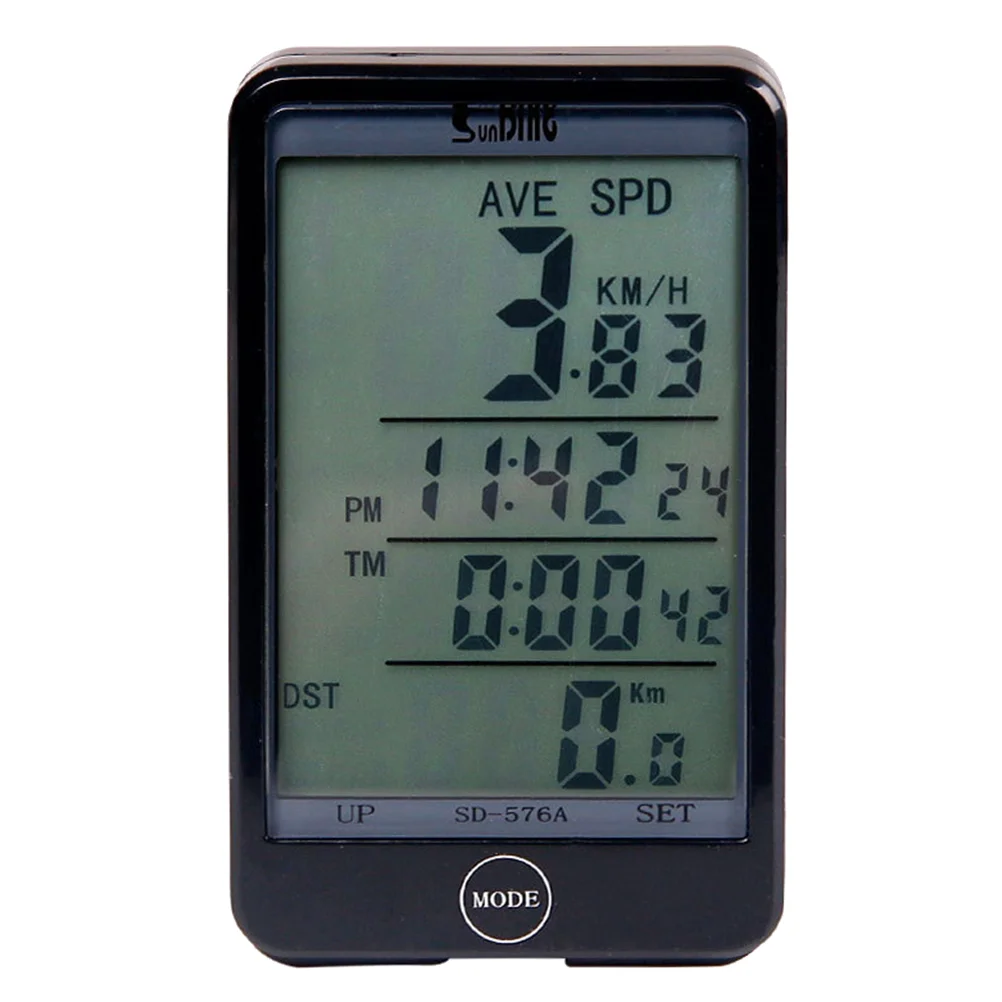 SunDING
AVE SPD
KM/H
3.83
PM 11:42 24
TM 0:00 42
DST 0.0 Km
UP SD-576A SET
MODE